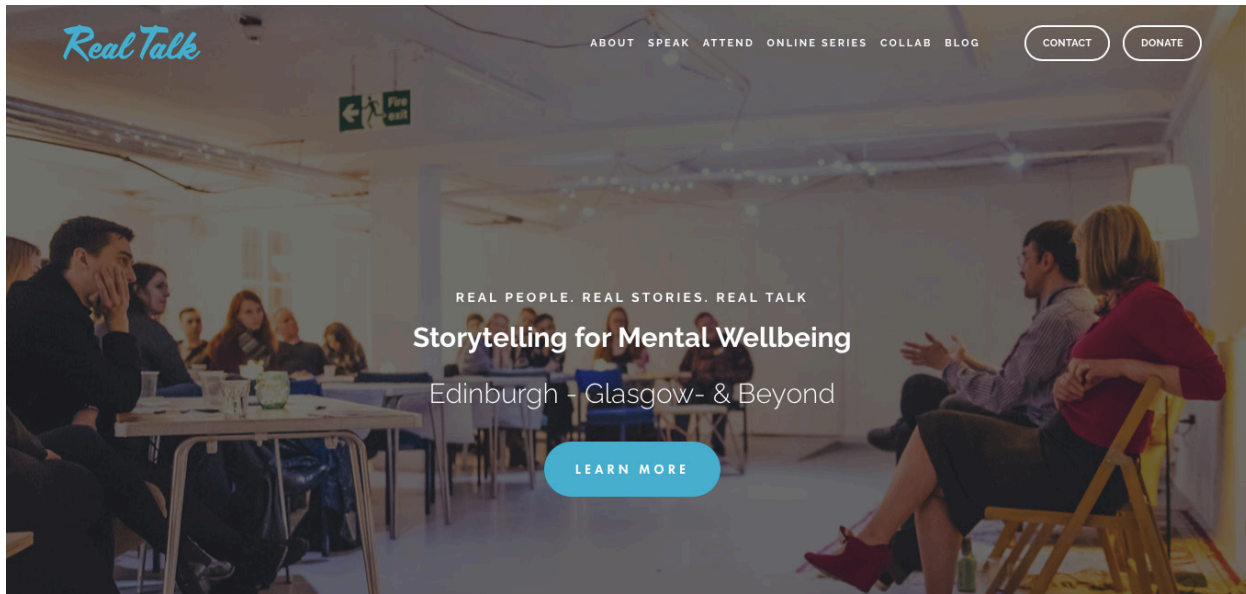 Real Talk
ABOUT SPEAK ATTEND ONLINE SERIES COLLAB BLOG CONTACT DONATE
Fire
exit
REAL PEOPLE. REAL STORIES. REAL TALK
Storytelling for Mental Wellbeing
Edinburgh - Glasgow- & Beyond
LEARN MORE